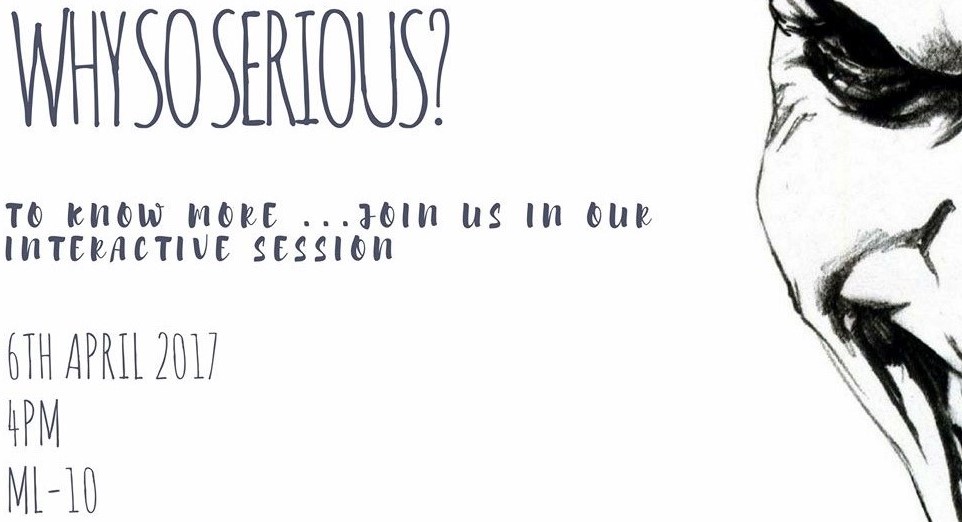 WHY SO SERIOUS?
TO KNOW MORE ...JOIN US IN OUR
INTERACTIVE SESSION
6TH APRIL 2017
4PM
ML-10